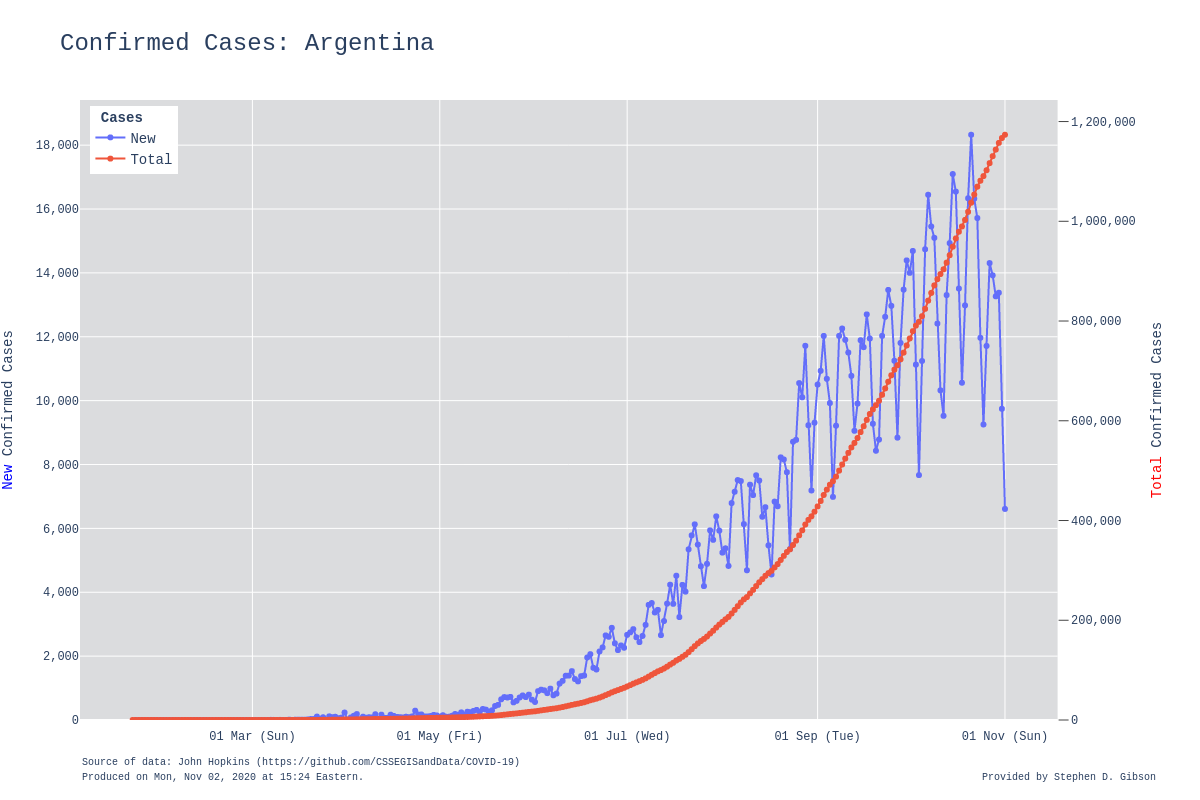 Confirmed Cases: Argentina
Cases
New
Total
18,000
16,000
14,000
12,000
10,000
8,000
6,000
4,000
2,000
0
New Confirmed Cases
1,200,000
1,000,000
800,000
600,000
400,000
200,000
0
Total Confirmed Cases
01 Mar (Sun)
01 May (Fri)
01 Jul (Wed)
01 Sep (Tue)
01 Nov (Sun)
Source of data: John Hopkins (https://github.com/CSSEGISandData/COVID-19)
Produced on Mon, Nov 02, 2020 at 15:24 Eastern.
Provided by Stephen D. Gibson